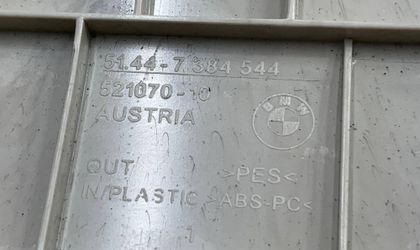 51.44-7 384 544
521070-10
AUSTRIA
BMW
OUT/ >PES<
IN/PLASTIC >ABS-PC<